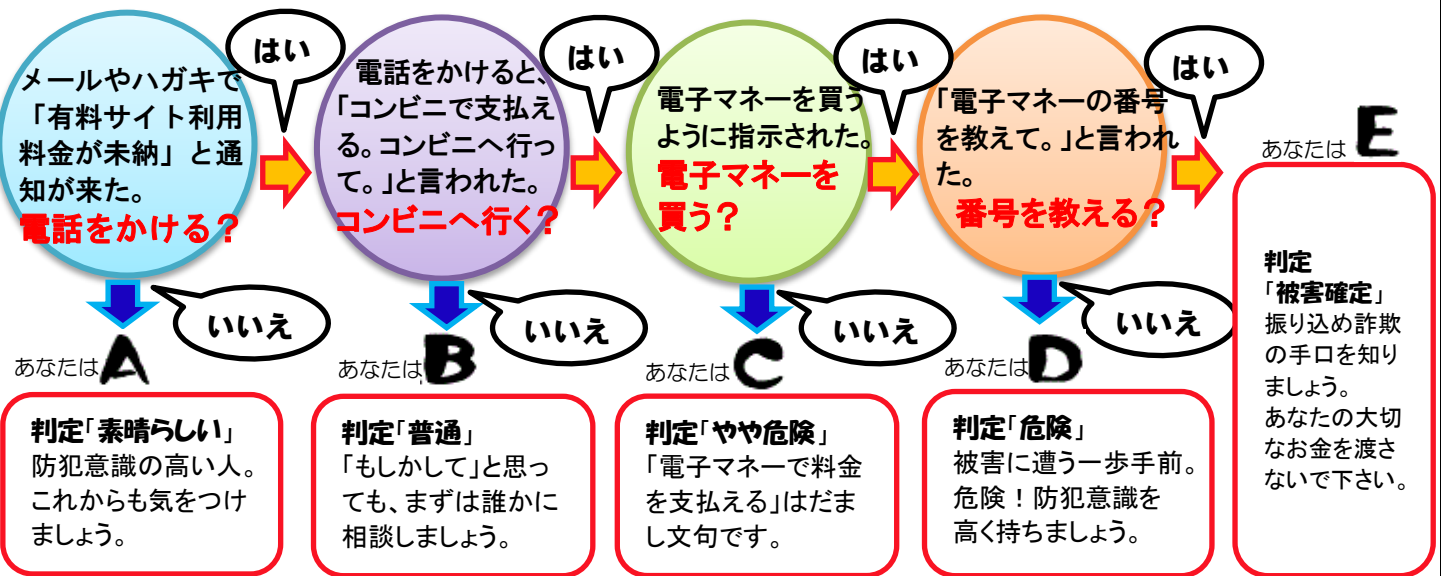 メールやハガキで
「有料サイト利用
料金が未納」と通
知が来た。
電話をかける？
はい
電話をかけると、
「コンビニで支払え
る。コンビニへ行っ
て。」と言われた。
コンビニへ行く？
はい
電子マネーを買う
ように指示された。
電子マネーを
買う？
はい
「電子マネーの番号
を教えて。」と言われ
た。
番号を教える？
はい
いいえ
あなたはA
判定「素晴らしい」
防犯意識の高い人。
これからも気をつけ
ましょう。
いいえ
あなたはB
判定「普通」
「もしかして」と思っ
ても、まずは誰かに
相談しましょう。
いいえ
あなたはC
判定「やや危険」
「電子マネーで料金
を支払える」はだま
し文句です。
いいえ
あなたはD
判定「危険」
被害に遭う一歩手前。
危険！防犯意識を
高く持ちましょう。
あなたは E
判定
「被害確定」
振り込め詐欺
の手口を知り
ましょう。
あなたの大切
なお金を渡さ
ないで下さい。